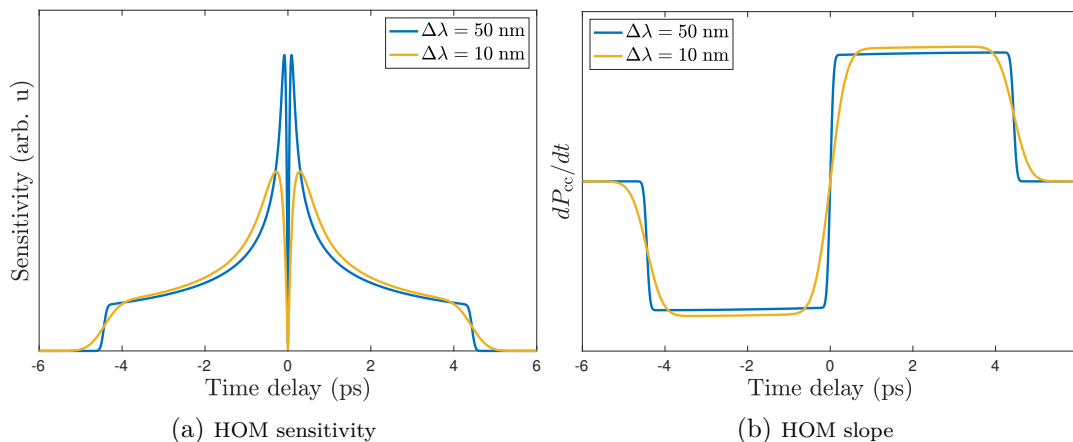 Sensitivity (arb. u)
Δλ = 50 nm
Δλ = 10 nm
-6 -4 -2 0 2 4 6
Time delay (ps)
(a) HOM sensitivity
dP_cc/dt
Δλ = 50 nm
Δλ = 10 nm
-6 -4 -2 0 2 4
Time delay (ps)
(b) HOM slope